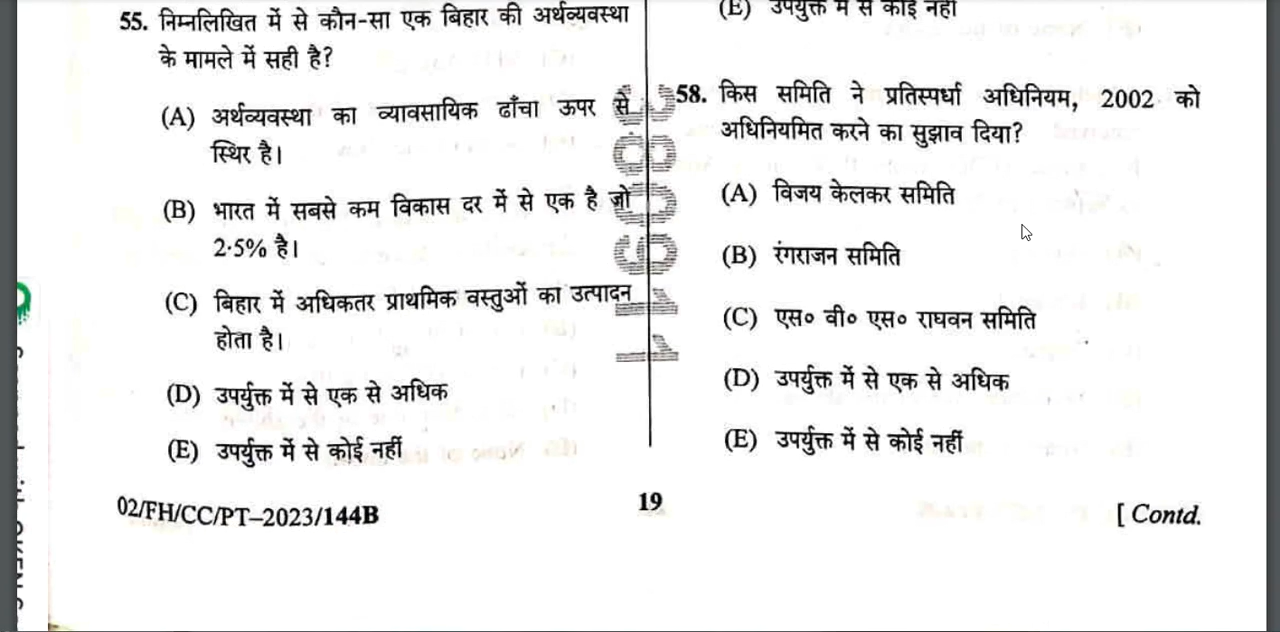 55. निम्नलिखित में से कौन-सा एक बिहार की अर्थव्यवस्था
के मामले में सही है?
(A) अर्थव्यवस्था का व्यावसायिक ढाँचा ऊपर से
स्थिर है।
(B) भारत में सबसे कम विकास दर में से एक है जो
2·5% है।
(C) बिहार में अधिकतर प्राथमिक वस्तुओं का उत्पादन
होता है।
(D) उपर्युक्त में से एक से अधिक
(E) उपर्युक्त में से कोई नहीं
02/FH/CC/PT–2023/144B
(E) उपर्युक्त में से कोई नहीं
58. किस समिति ने प्रतिस्पर्धा अधिनियम, 2002 को
अधिनियमित करने का सुझाव दिया?
(A) विजय केलकर समिति
(B) रंगराजन समिति
(C) एस० वी० एस० राघवन समिति
(D) उपर्युक्त में से एक से अधिक
(E) उपर्युक्त में से कोई नहीं
19
[ Contd.